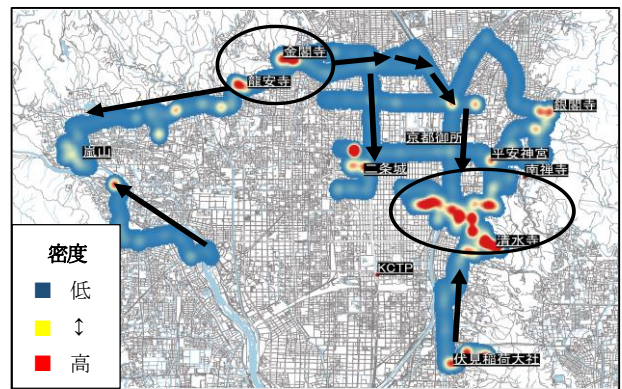 金閣寺
龍安寺
銀閣寺
嵐山
京都御所
平安神宮
二条城
南禅寺
清水寺
KCTP
伏見稲荷大社
密度
低
↕
高